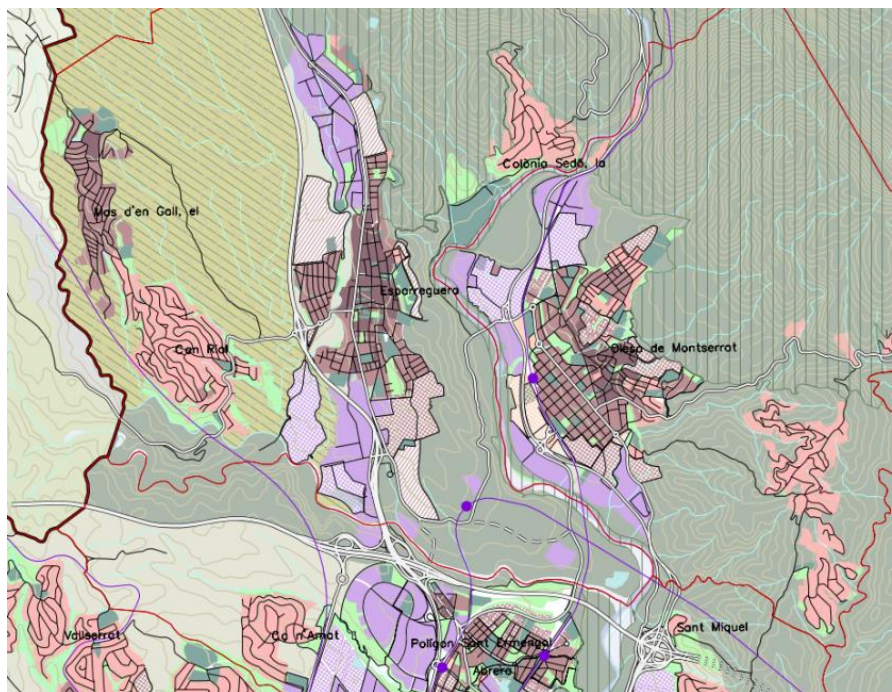 Colònia Sedó, la
Mas d'en Gall, el
Esparreguera
Can Rial
Olesa de Montserrat
Sant Miquel
Vallserrat
Ca n'Amat
Polígon Sant Ermengol
Abrera